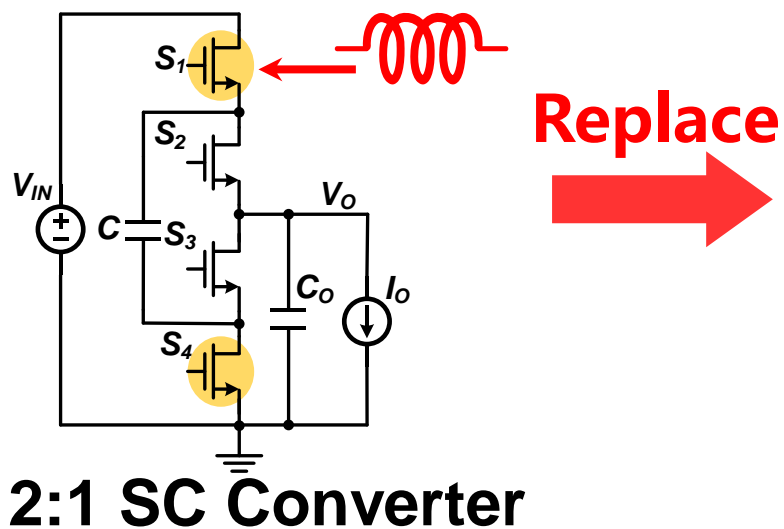 S1
S2
Replace
VIN
+
−
C
S3
VO
CO
IO
S4
2:1 SC Converter